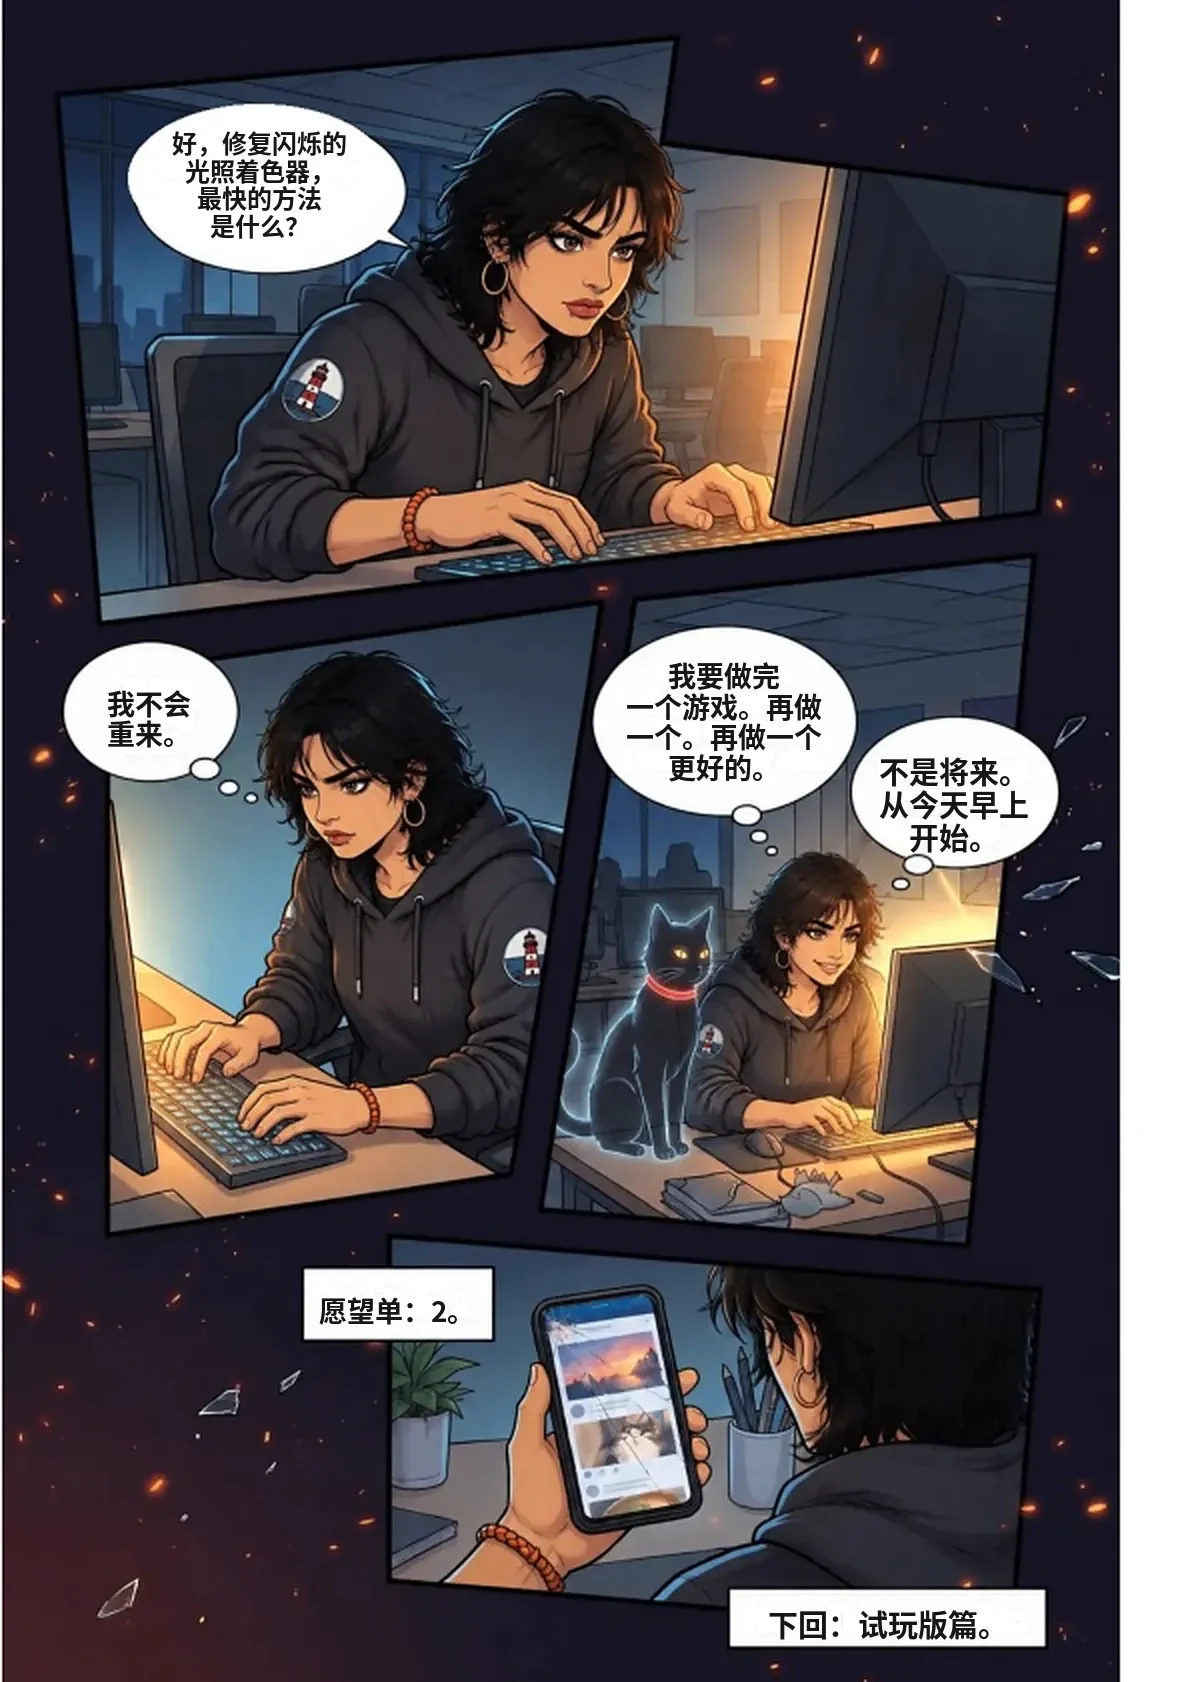 好，修复闪烁的
光照着色器，
最快的方法
是什么？
我不会
重来。
我要做完
一个游戏。再做
一个。再做一个
更好的。
不是将来。
从今天早上
开始。
愿望单：2。
下回：试玩版篇。